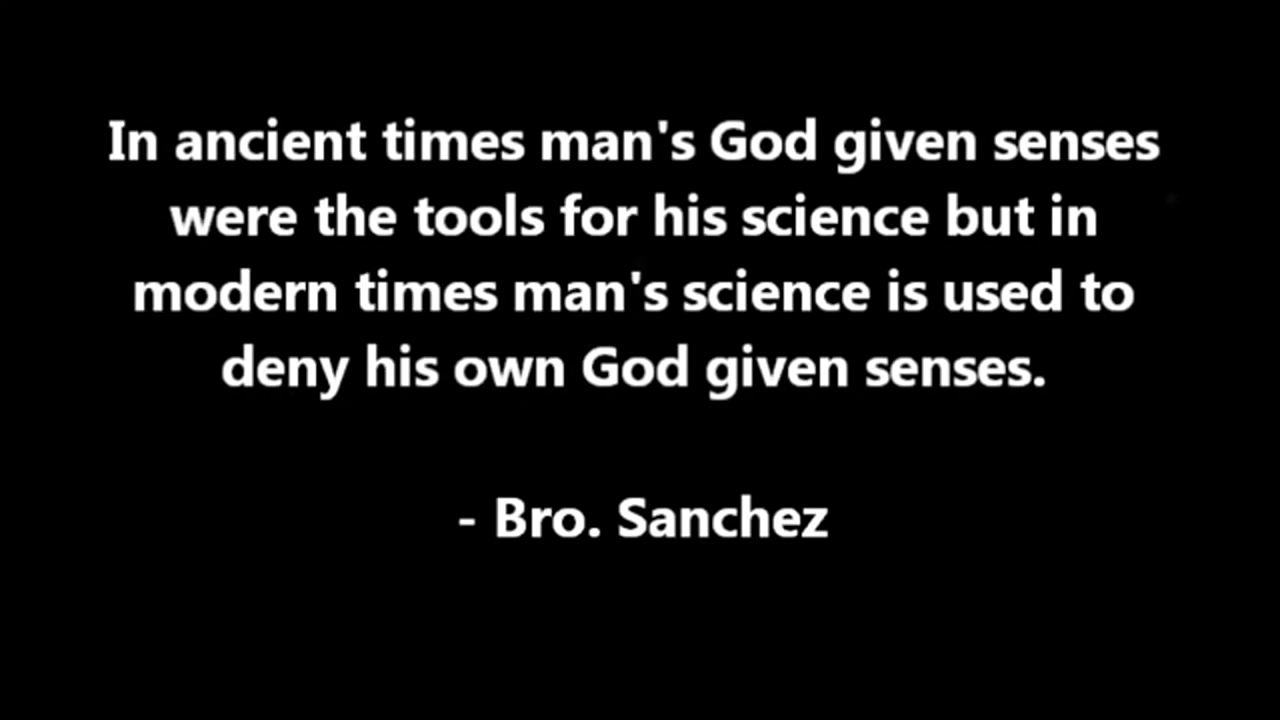 In ancient times man's God given senses
were the tools for his science but in
modern times man's science is used to
deny his own God given senses.
- Bro. Sanchez